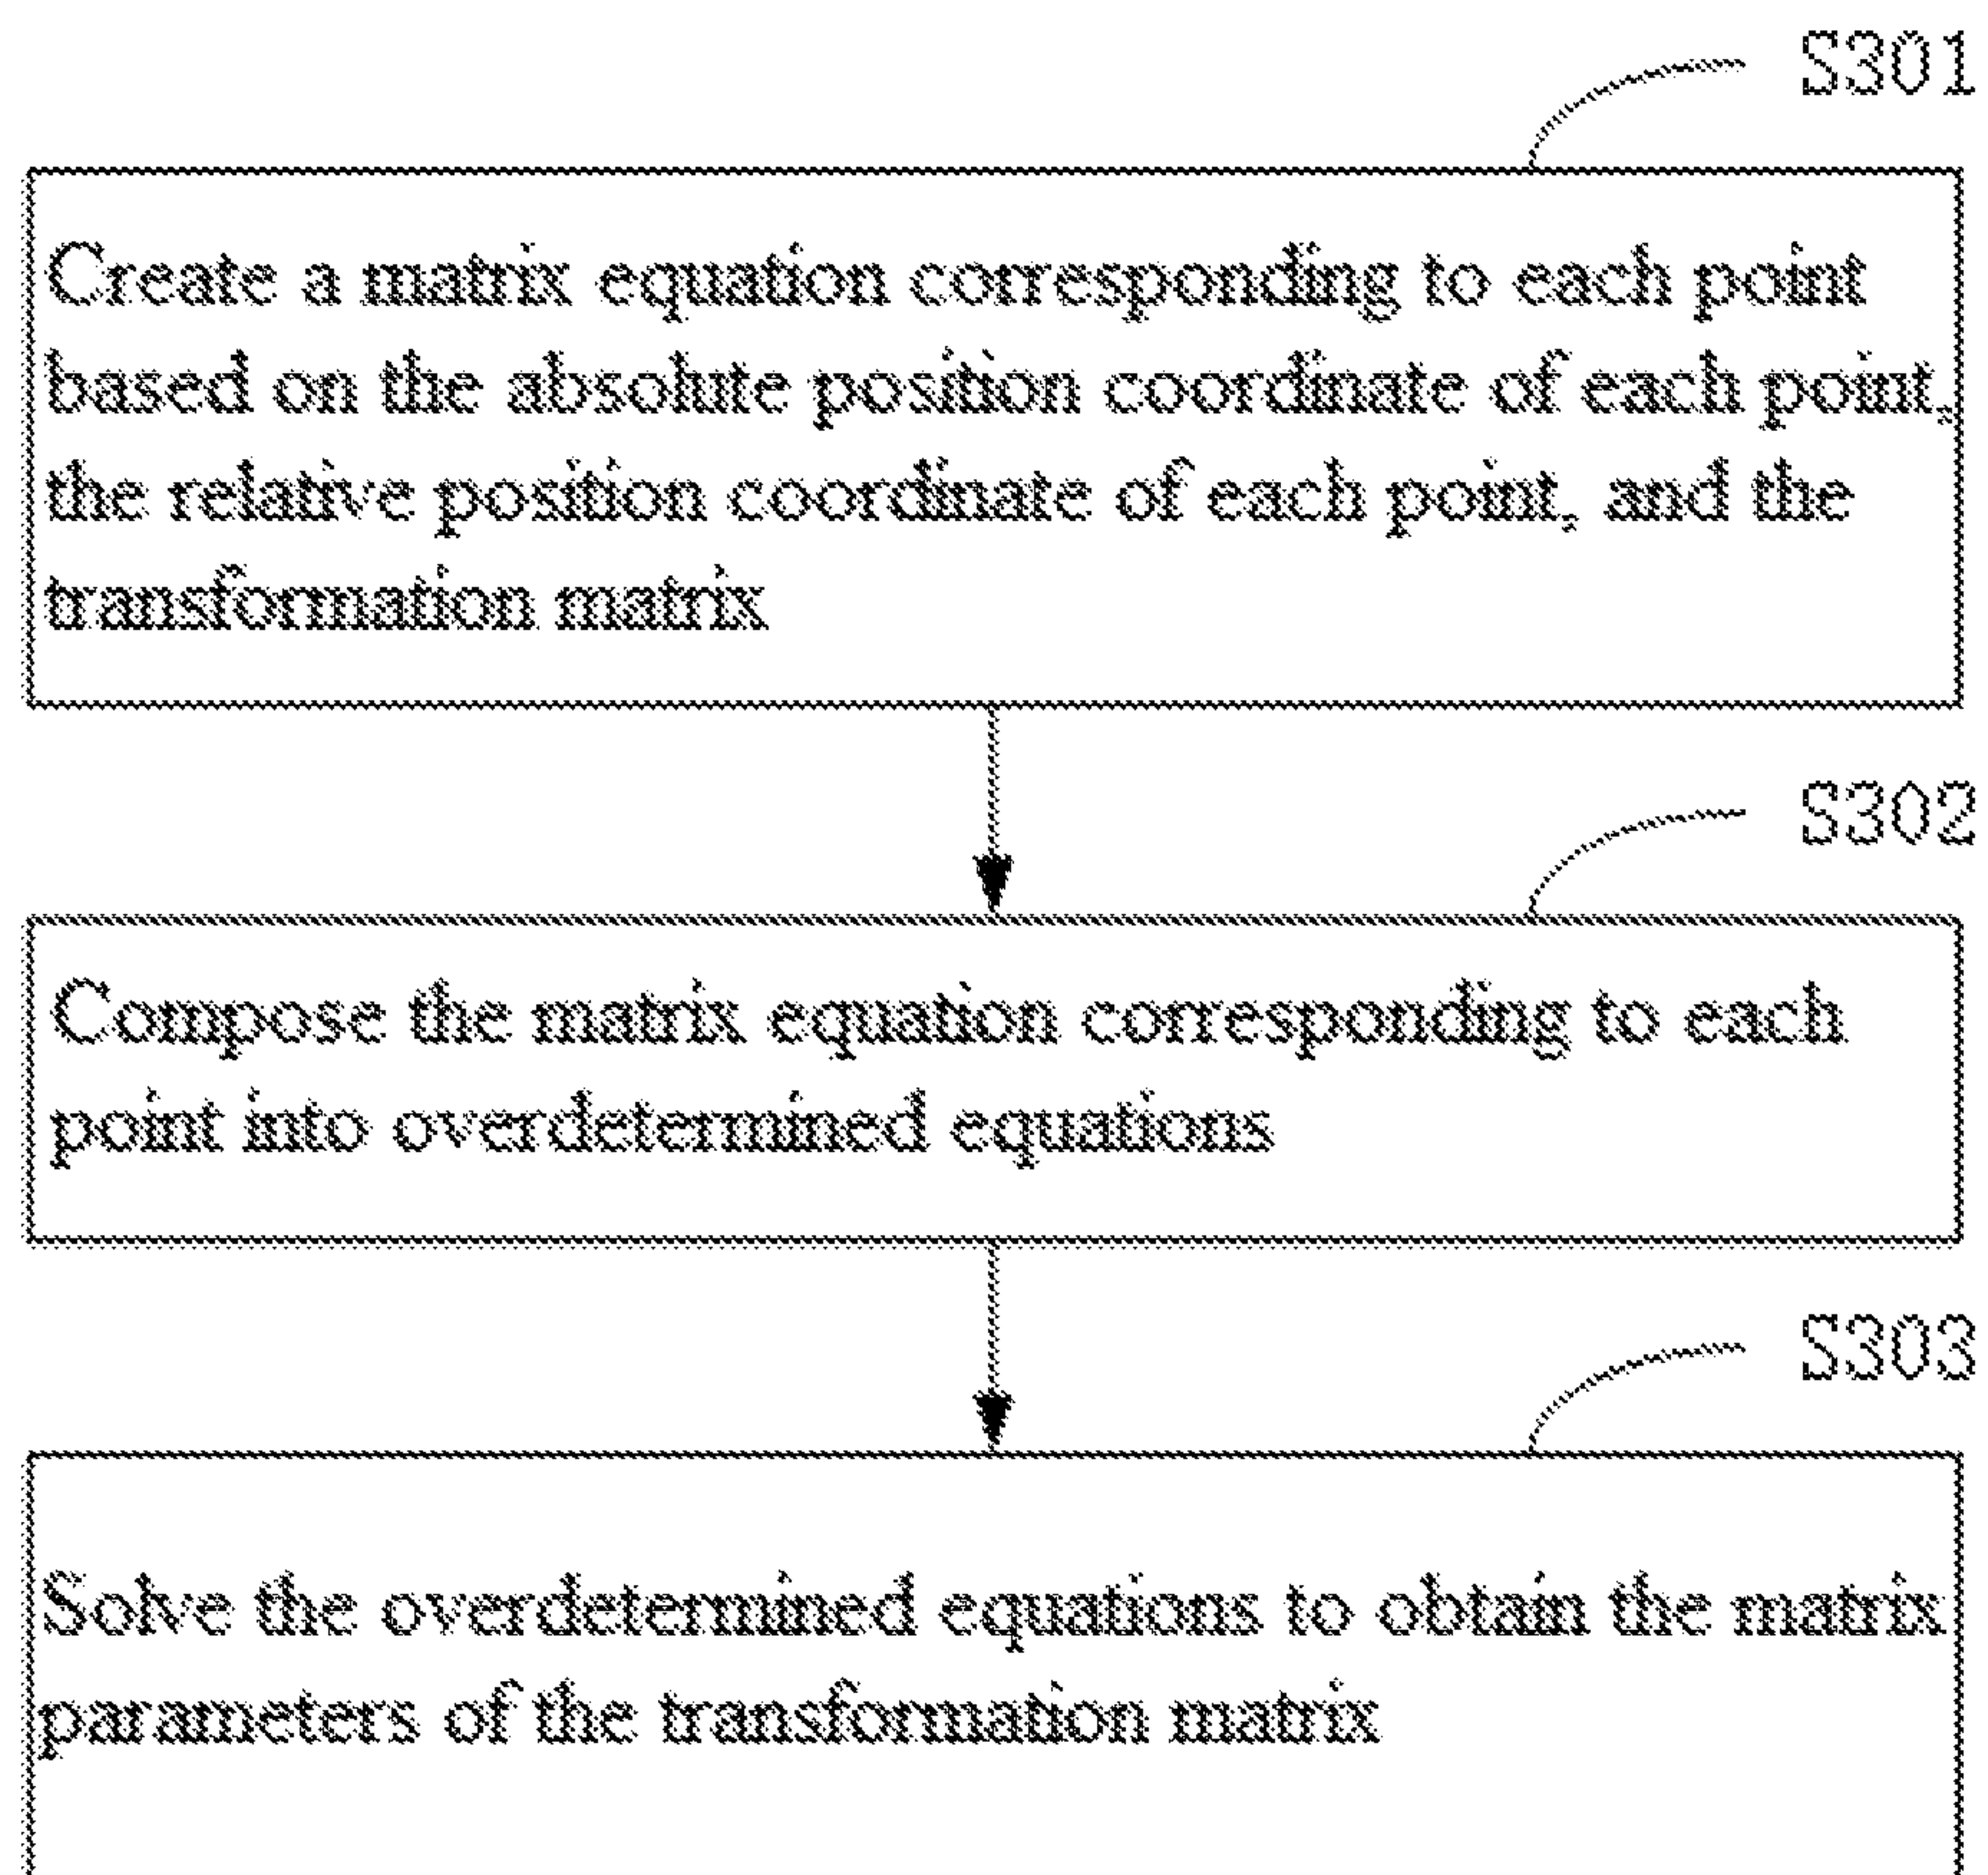 S301
Create a matrix equation corresponding to each point
based on the absolute position coordinate of each point,
the relative position coordinate of each point, and the
transformation matrix
S302
Compose the matrix equation corresponding to each
point into overdetermined equations
S303
Solve the overdetermined equations to obtain the matrix
parameters of the transformation matrix